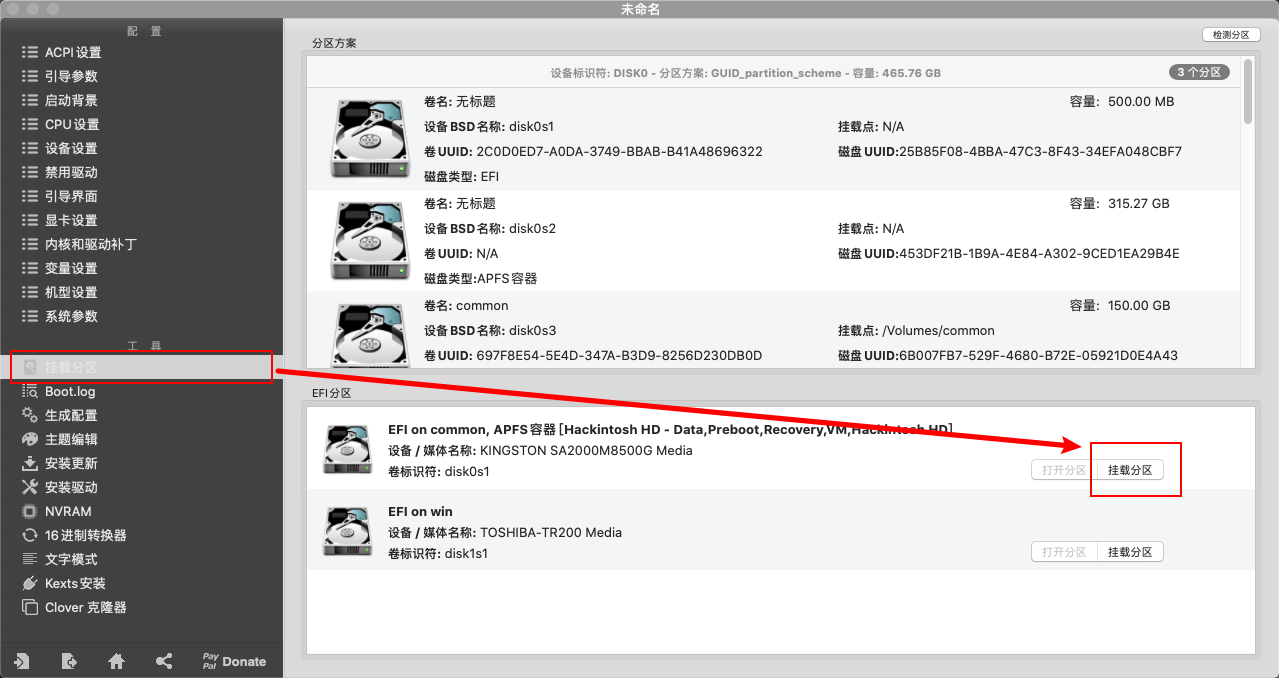 未命名
配 置
ACPI 设置
引导参数
启动背景
CPU 设置
设备设置
禁用驱动
引导界面
显卡设置
内核和驱动补丁
变量设置
机型设置
系统参数
工 具
挂载分区
Boot.log
生成配置
主题编辑
安装更新
安装驱动
NVRAM
16 进制转换器
文字模式
Kexts 安装
Clover 克隆器
Pay
Pal
Donate
分区方案
检测分区
设备标识符: DISK0 - 分区方案: GUID_partition_scheme - 容量: 465.76 GB
3 个分区
卷名: 无标题
容量: 500.00 MB
设备 BSD 名称: disk0s1
挂载点: N/A
卷 UUID: 2C0D0ED7-A0DA-3749-BBAB-B41A48696322
磁盘 UUID:25B85F08-4BBA-47C3-8F43-34EFA048CBF7
磁盘类型: EFI
卷名: 无标题
容量: 315.27 GB
设备 BSD 名称: disk0s2
挂载点: N/A
卷 UUID: N/A
磁盘 UUID:453DF21B-1B9A-4E84-A302-9CED1EA29B4E
磁盘类型:APFS 容器
卷名: common
容量: 150.00 GB
设备 BSD 名称: disk0s3
挂载点: /Volumes/common
卷 UUID: 697F8E54-5E4D-347A-B3D9-8256D230DB0D
磁盘 UUID:6B007FB7-529F-4680-B72E-05921D0E4A43
EFI 分区
EFI on common, APFS 容器 [Hackintosh HD - Data,Preboot,Recovery,VM,Hackintosh HD]
设备 / 媒体名称: KINGSTON SA2000M8500G Media
卷标识符: disk0s1
打开分区 挂载分区
EFI on win
设备 / 媒体名称: TOSHIBA-TR200 Media
卷标识符: disk1s1
打开分区 挂载分区